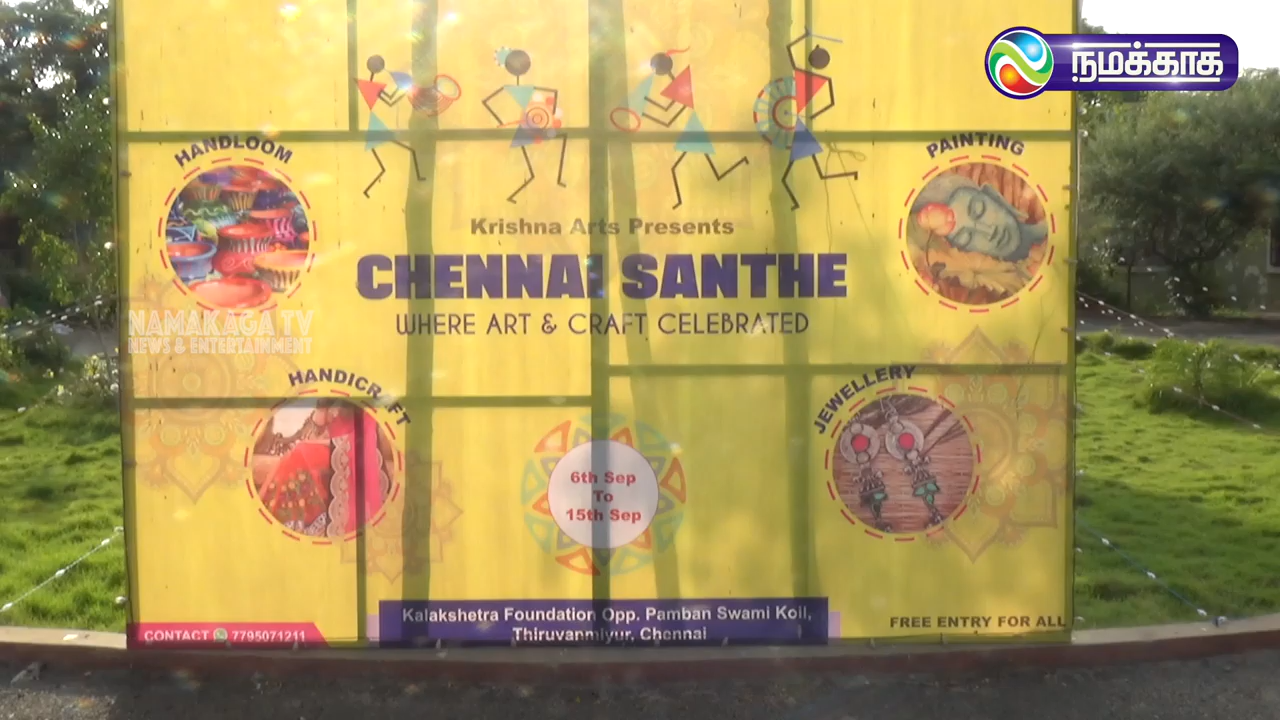 நமக்காக
HANDLOOM
PAINTING
Krishna Arts Presents
CHENNAI SANTHE
WHERE ART & CRAFT CELEBRATED
NAMAKAGA TV
NEWS & ENTERTAINMENT
HANDICRAFT
JEWELLERY
6th Sep
To
15th Sep
Kalakshetra Foundation Opp. Pamban Swami Koil,
Thiruvanmiyur, Chennai
CONTACT 7795071211
FREE ENTRY FOR ALL